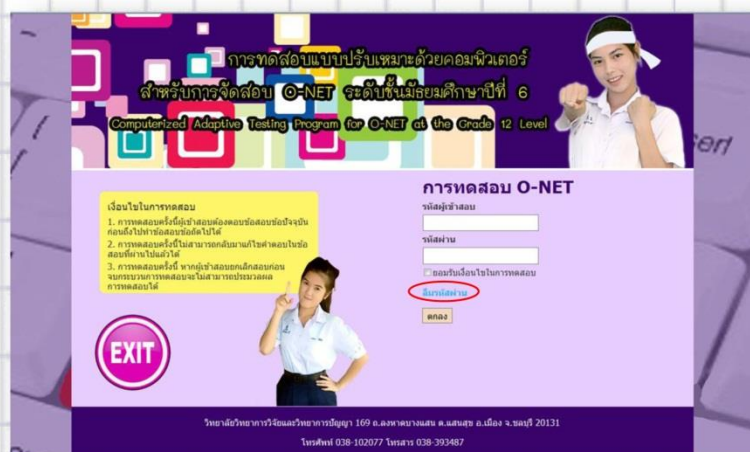 การทดสอบแบบปรับเหมาะด้วยคอมพิวเตอร์
สำหรับการจัดสอบ O-NET ระดับชั้นมัธยมศึกษาปีที่ 6
Computerized Adaptive Testing Program for O-NET at the Grade 12 Level
เงื่อนไขในการทดสอบ
1. การทดสอบครั้งนี้ผู้เข้าสอบต้องตอบข้อสอบข้อปัจจุบัน
ก่อนถึงไปทำข้อสอบข้อถัดไปได้
2. การทดสอบครั้งนี้ไม่สามารถกลับมาแก้ไขคำตอบในข้อ
สอบที่ผ่านไปแล้วได้
3. การทดสอบครั้งนี้ หากผู้เข้าสอบยกเลิกสอบก่อน
จบกระบวนการทดสอบจะไม่สามารถประมวลผล
การทดสอบได้
EXIT
การทดสอบ O-NET
รหัสผู้เข้าสอบ
รหัสผ่าน
ยอมรับเงื่อนไขในการทดสอบ
ลืมรหัสผ่าน
ตกลง
วิทยาลัยวิทยาการวิจัยและวิทยาการปัญญา 169 ถ.ลงหาดบางแสน ต.แสนสุข อ.เมือง จ.ชลบุรี 20131
โทรศัพท์ 038-102077 โทรสาร 038-393487